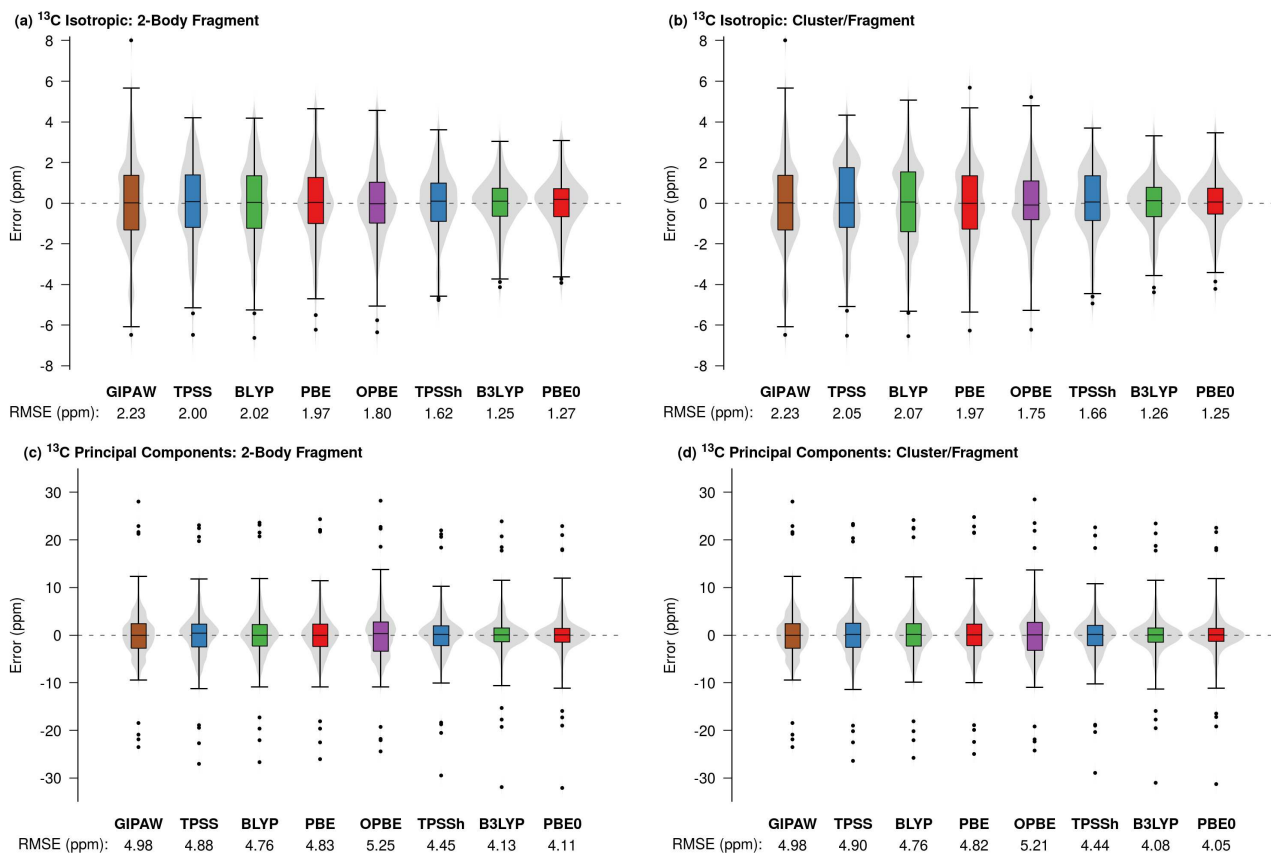 (a) ¹³C Isotropic: 2-Body Fragment
Error (ppm)
8
6
4
2
0
-2
-4
-6
-8
GIPAW TPSS BLYP PBE OPBE TPSSh B3LYP PBE0
RMSE (ppm): 2.23 2.00 2.02 1.97 1.80 1.62 1.25 1.27
(b) ¹³C Isotropic: Cluster/Fragment
Error (ppm)
8
6
4
2
0
-2
-4
-6
-8
GIPAW TPSS BLYP PBE OPBE TPSSh B3LYP PBE0
RMSE (ppm): 2.23 2.05 2.07 1.97 1.75 1.66 1.26 1.25
(c) ¹³C Principal Components: 2-Body Fragment
Error (ppm)
30
20
10
0
-10
-20
-30
GIPAW TPSS BLYP PBE OPBE TPSSh B3LYP PBE0
RMSE (ppm): 4.98 4.88 4.76 4.83 5.25 4.45 4.13 4.11
(d) ¹³C Principal Components: Cluster/Fragment
Error (ppm)
30
20
10
0
-10
-20
-30
GIPAW TPSS BLYP PBE OPBE TPSSh B3LYP PBE0
RMSE (ppm): 4.98 4.90 4.76 4.82 5.21 4.44 4.08 4.05